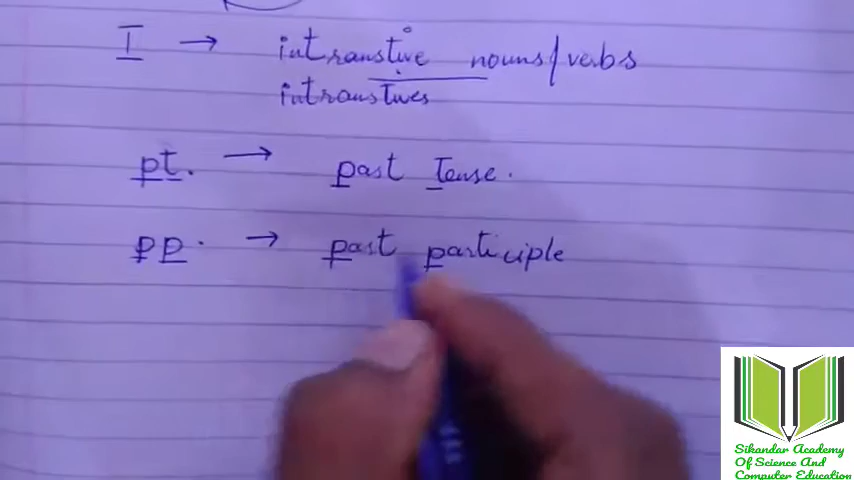 I → intranstive nouns/verbs
intranstives
pt. → past Tense.
pp. → past participle
Sikandar Academy
Of Science And
Computer Education